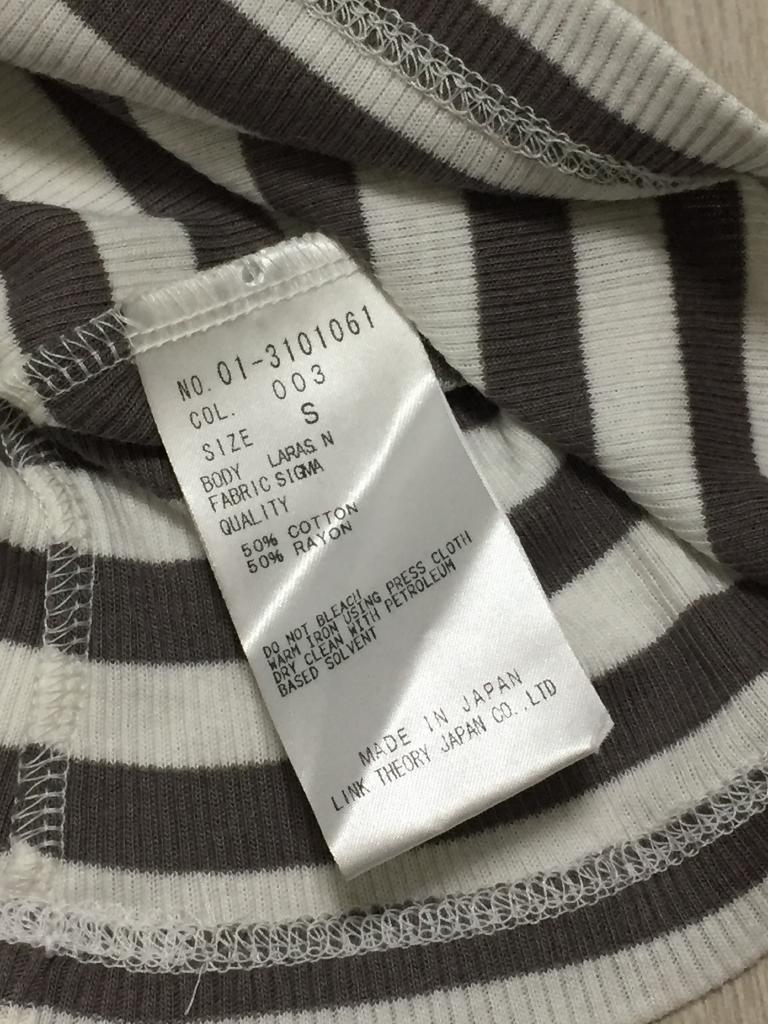 NO. 01-3101061
COL. 003
SIZE S
BODY LARAS N
FABRIC SIGMA
QUALITY
50% COTTON
50% RAYON
DO NOT BLEACH
WARM IRON USING PRESS CLOTH
DRY CLEAN WITH PETROLEUM
BASED SOLVENT
MADE IN JAPAN
LINK THEORY JAPAN CO.,LTD